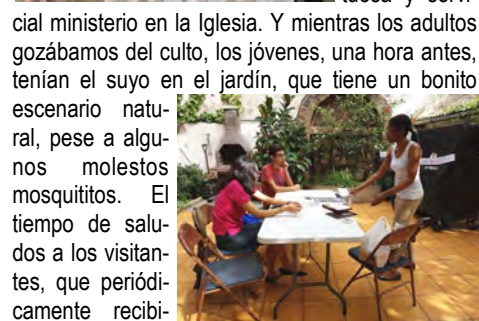 cial ministerio en la Iglesia. Y mientras los adultos
gozábamos del culto, los jóvenes, una hora antes,
tenían el suyo en el jardín, que tiene un bonito
escenario natu-
ral, pese a algu-
nos molestos
mosquititos. El
tiempo de salu-
dos a los visitan-
tes, que periódi-
camente recibi-